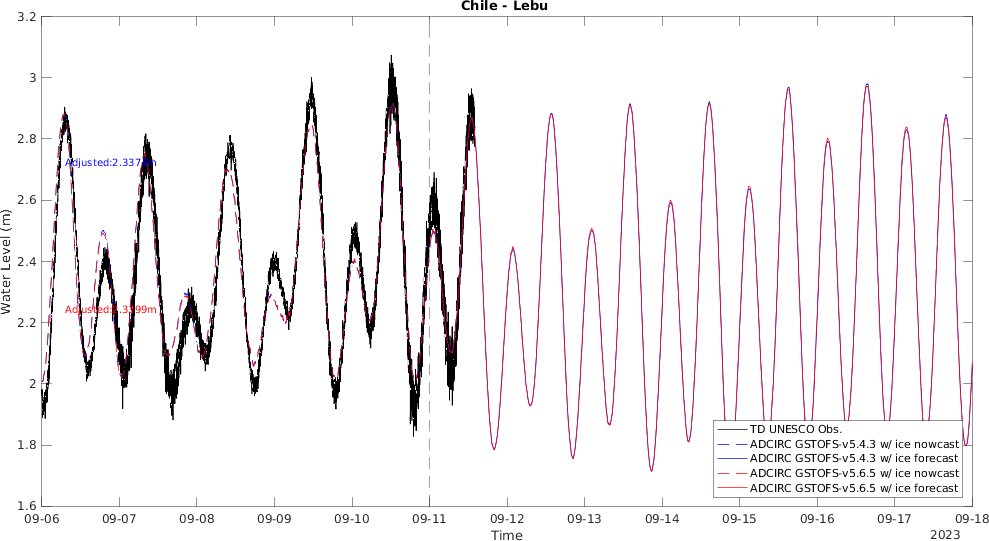 Chile - Lebu
3.2
3
2.8
2.6
2.4
2.2
2
1.8
1.6
Water Level (m)
TD UNESCO Obs.
ADCIRC GSTOFS-v5.4.3 w/ ice nowcast
ADCIRC GSTOFS-v5.4.3 w/ ice forecast
ADCIRC GSTOFS-v5.6.5 w/ ice nowcast
ADCIRC GSTOFS-v5.6.5 w/ ice forecast
09-06 09-07 09-08 09-09 09-10 09-11 09-12 09-13 09-14 09-15 09-16 09-17 09-18
Time
2023